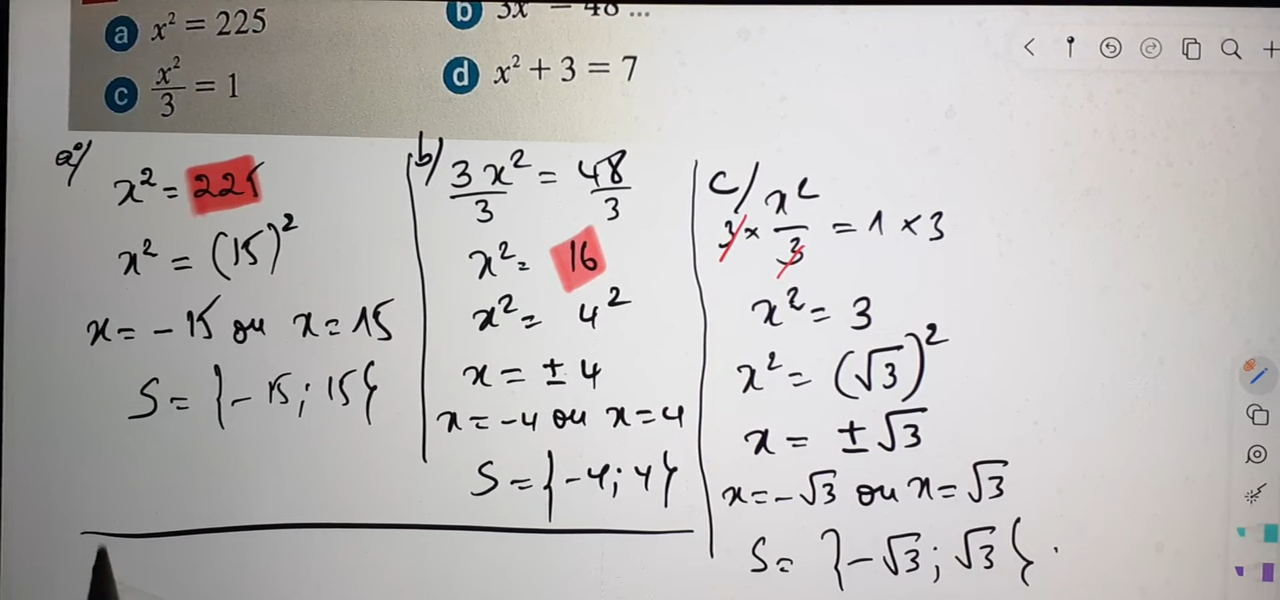 a x² = 225
b 3x² = 48 ...
c x²/3 = 1
d x² + 3 = 7
a°/
x² = 225
x² = (15)²
x = -15 ou x = 15
S = {-15; 15}
b/ 3x²/3 = 48/3
x² = 16
x² = 4²
x = ± 4
x = -4 ou x = 4
S = {-4; 4}
c/ 3 × x²/3 = 1 × 3
x² = 3
x² = (√3)²
x = ± √3
x = -√3 ou x = √3
S = }-√3; √3{ .